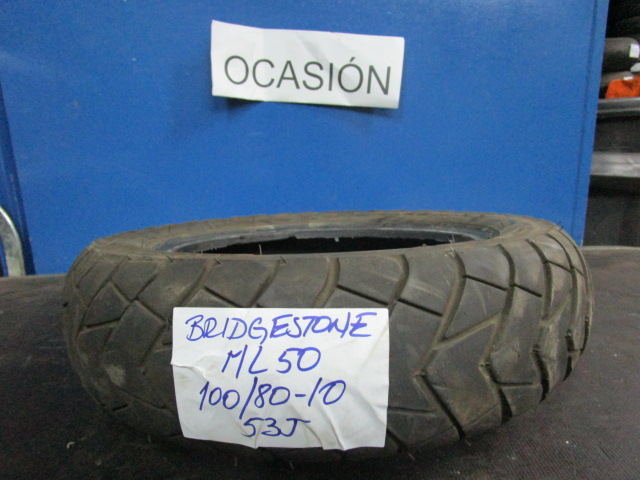 OCASIÓN
BRIDGESTONE
ML50
100/80-10
53J